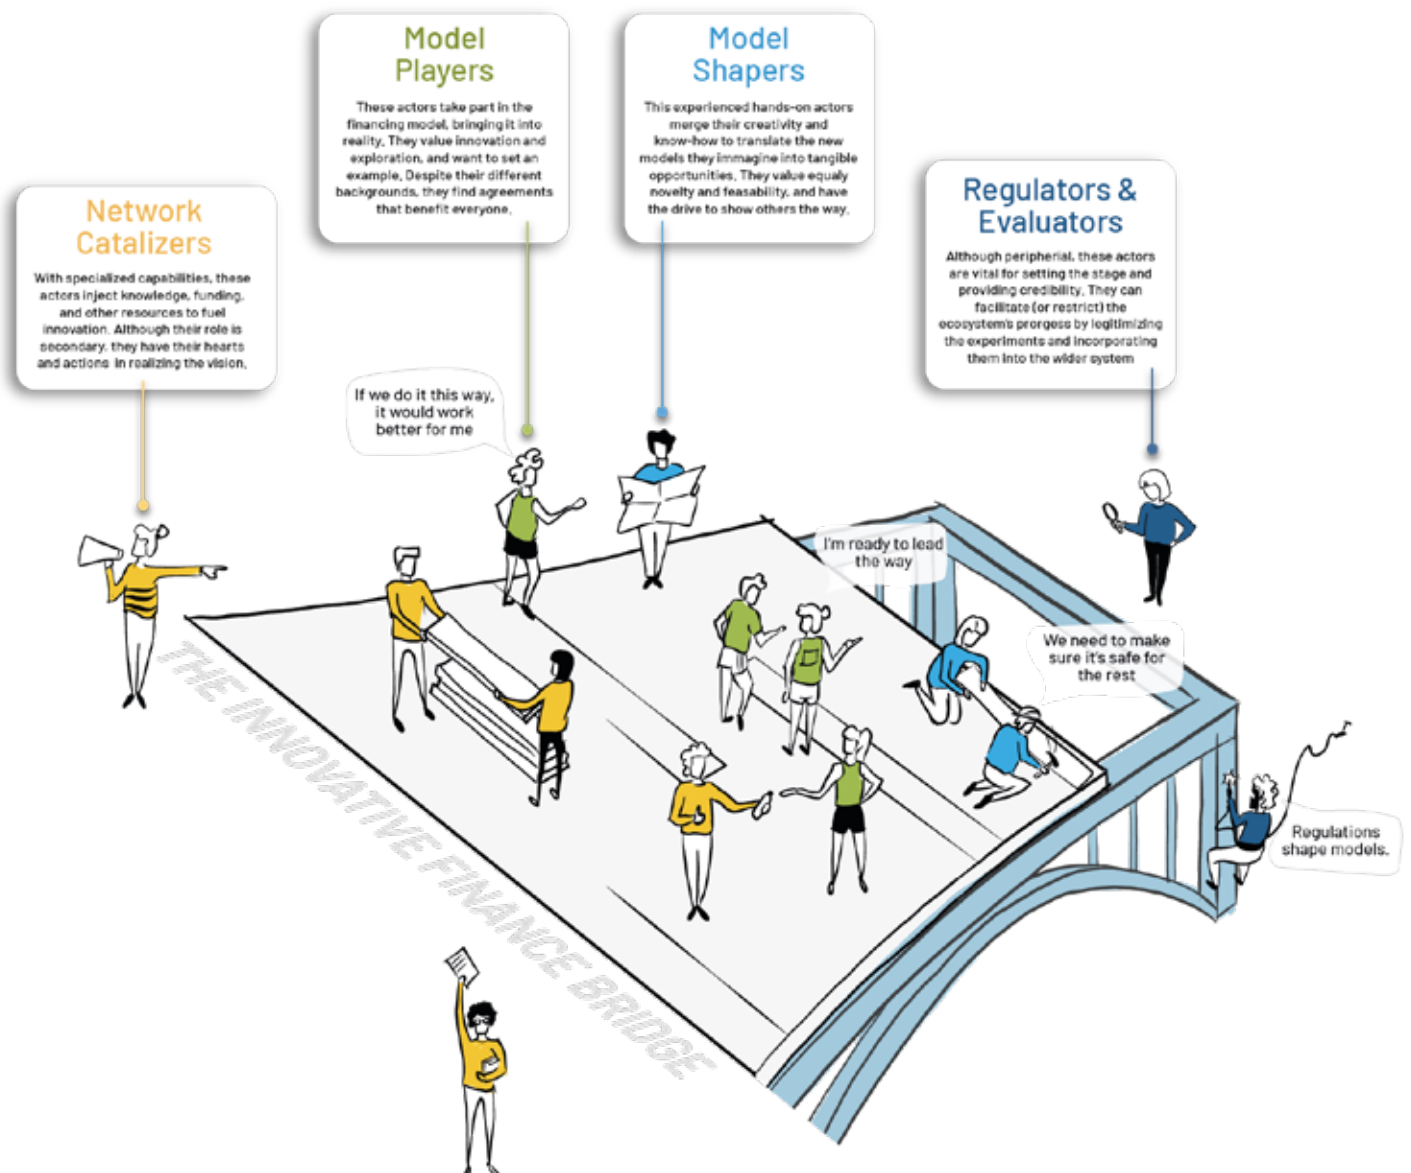 Model
Players
These actors take part in the
financing model, bringing it into
reality. They value innovation and
exploration, and want to set an
example. Despite their different
backgrounds, they find agreements
that benefit everyone.
Model
Shapers
This experienced hands-on actors
merge their creativity and
know-how to translate the new
models they immagine into tangible
opportunities. They value equaly
novelty and feasability, and have
the drive to show others the way.
Regulators &
Evaluators
Although peripherial, these actors
are vital for setting the stage and
providing credibility. They can
facilitate (or restrict) the
ecosystem's prorgess by legitimizing
the experiments and incorporating
them into the wider system
Network
Catalizers
With specialized capabilities, these
actors inject knowledge, funding,
and other resources to fuel
innovation. Although their role is
secondary, they have their hearts
and actions in realizing the vision.
If we do it this way,
it would work
better for me
I'm ready to lead
the way
We need to make
sure it's safe for
the rest
Regulations
shape models.
THE INNOVATIVE FINANCE BRIDGE